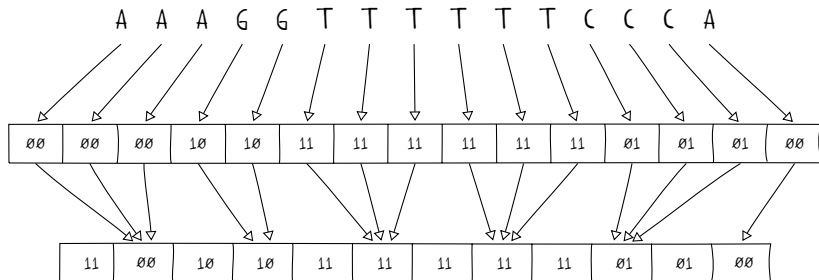 A A A G G T T T T T T C C C A
00 00 00 10 10 11 11 11 11 11 11 01 01 01 00
11 00 10 10 11 11 11 11 11 01 01 00